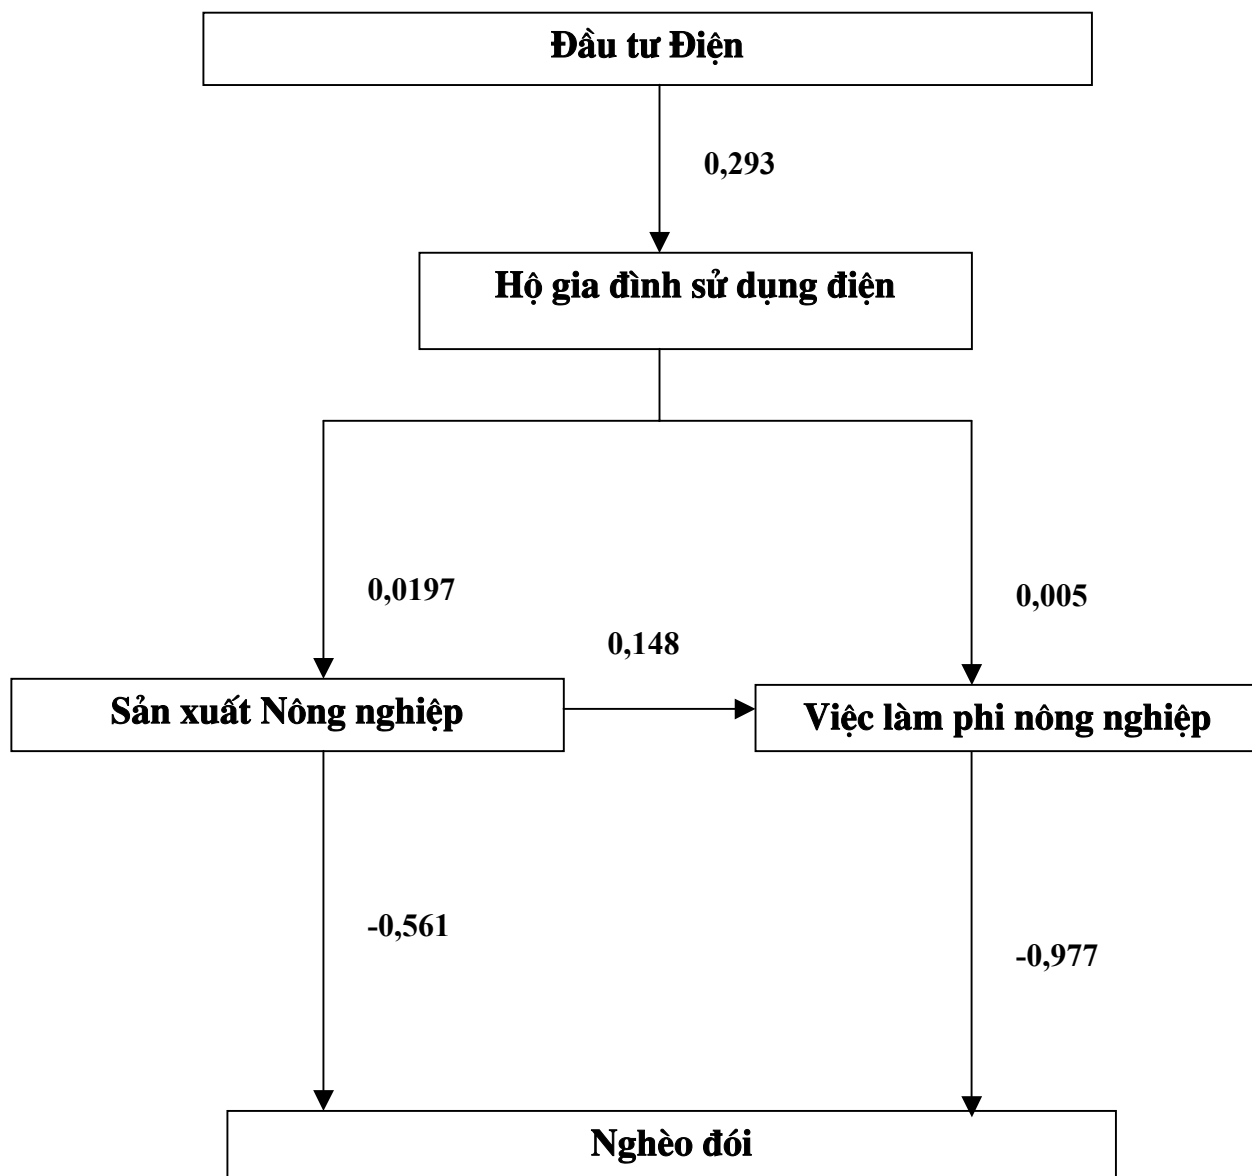 Đầu tư Điện
0,293
Hộ gia đình sử dụng điện
0,0197
0,005
0,148
Sản xuất Nông nghiệp
Việc làm phi nông nghiệp
-0,561
-0,977
Nghèo đói